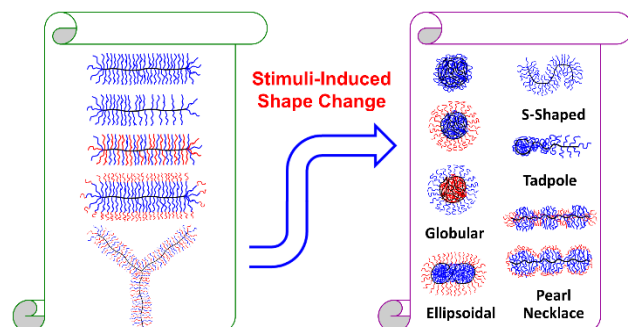 Stimuli-Induced
Shape Change
S-Shaped
Tadpole
Globular
Ellipsoidal
Pearl
Necklace